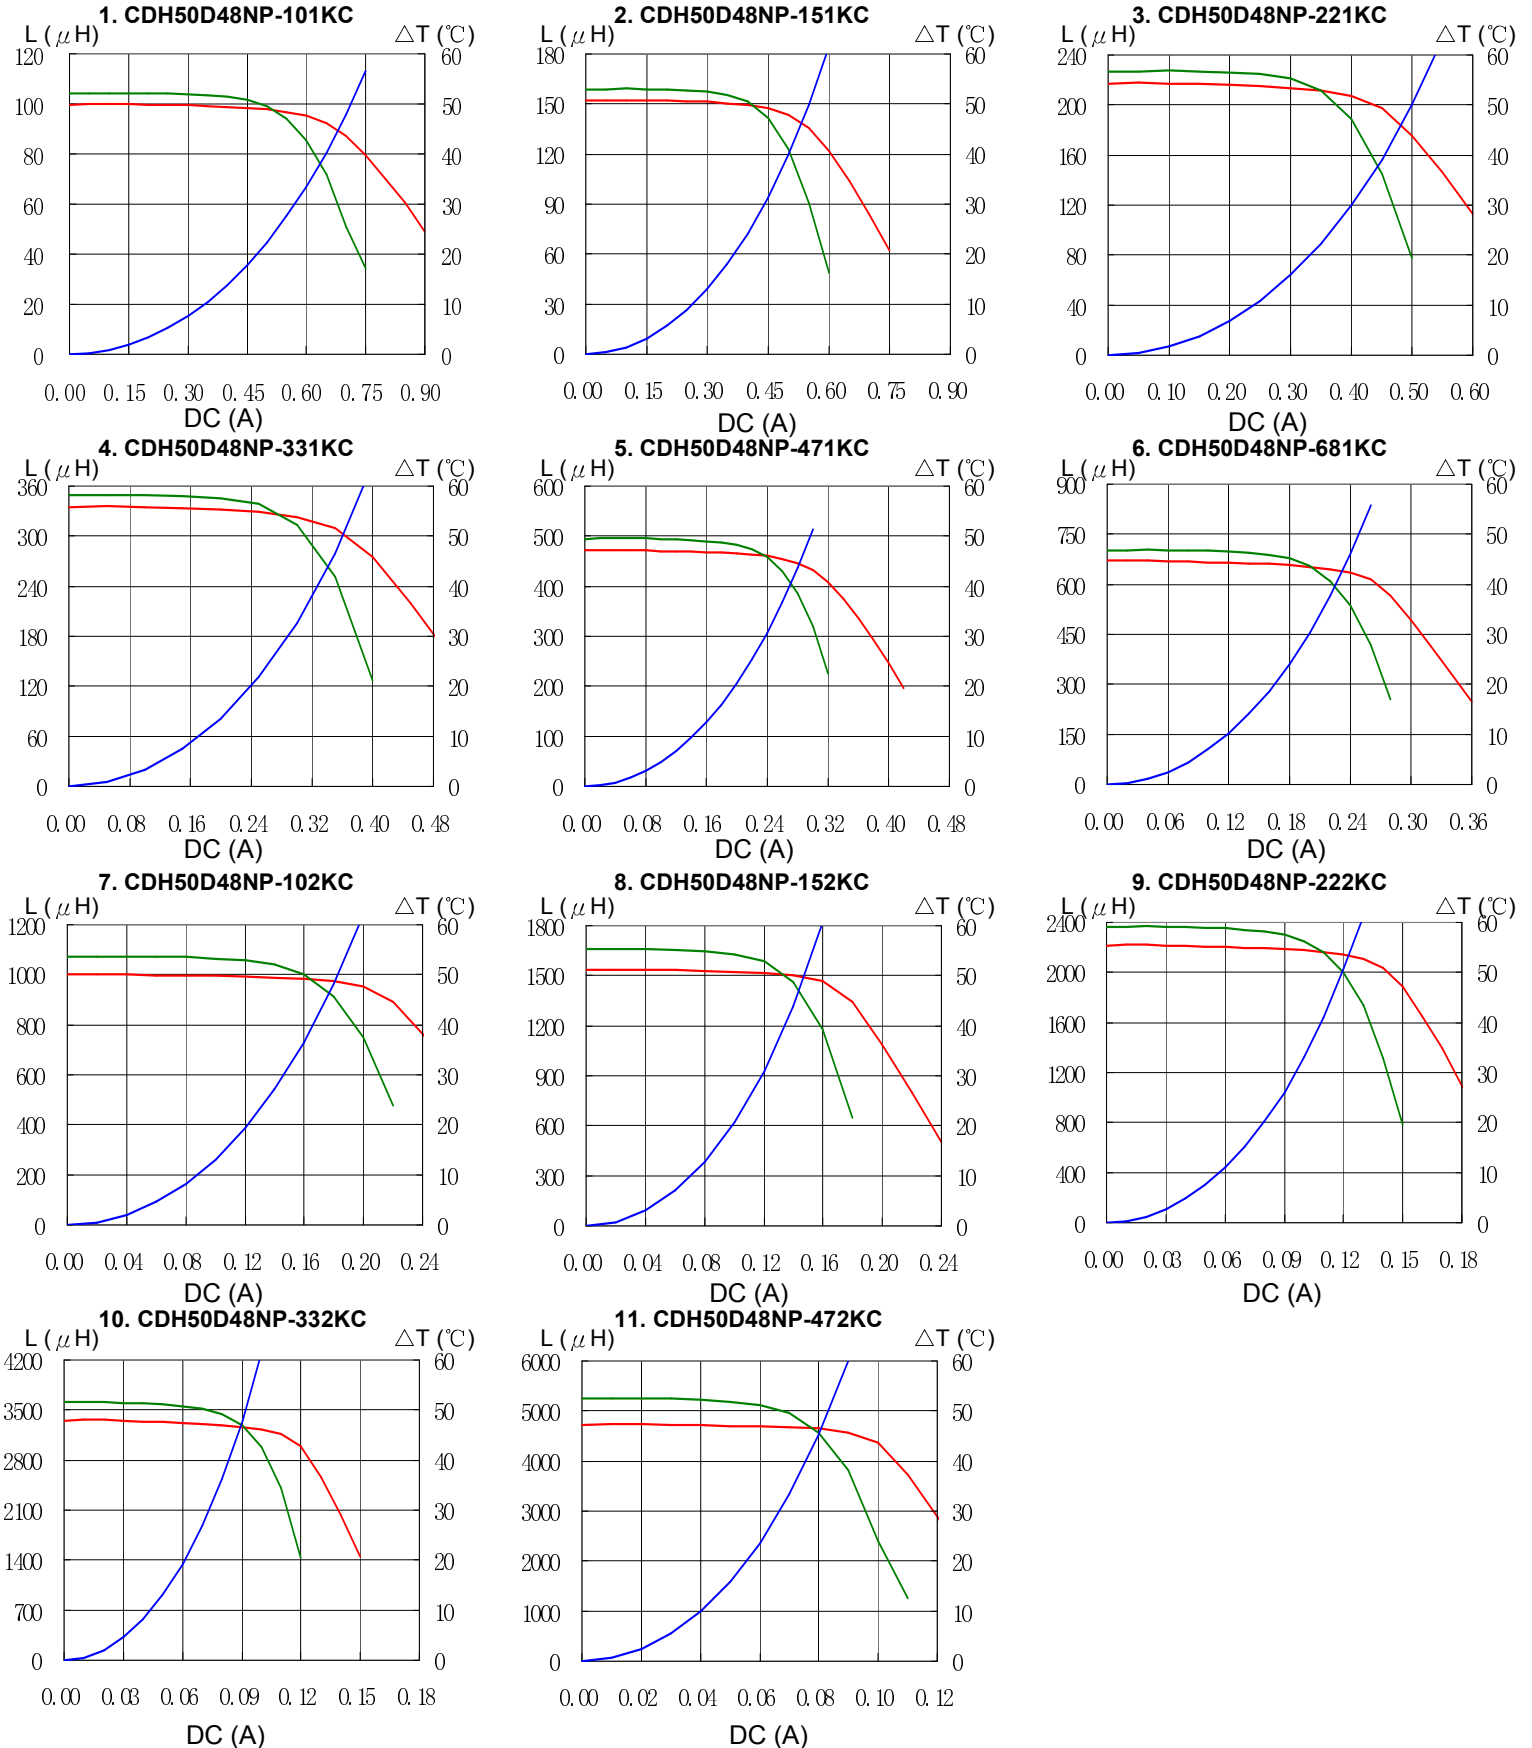 1. CDH50D48NP-101KC
L ( μ H) △T (℃)
120 60
100 50
80 40
60 30
40 20
20 10
0 0
0.00 0.15 0.30 0.45 0.60 0.75 0.90
DC (A)
2. CDH50D48NP-151KC
L ( μ H) △T (℃)
180 60
150 50
120 40
90 30
60 20
30 10
0 0
0.00 0.15 0.30 0.45 0.60 0.75 0.90
DC (A)
3. CDH50D48NP-221KC
L ( μ H) △T (℃)
240 60
200 50
160 40
120 30
80 20
40 10
0 0
0.00 0.10 0.20 0.30 0.40 0.50 0.60
DC (A)
4. CDH50D48NP-331KC
L ( μ H) △T (℃)
360 60
300 50
240 40
180 30
120 20
60 10
0 0
0.00 0.08 0.16 0.24 0.32 0.40 0.48
DC (A)
5. CDH50D48NP-471KC
L ( μ H) △T (℃)
600 60
500 50
400 40
300 30
200 20
100 10
0 0
0.00 0.08 0.16 0.24 0.32 0.40 0.48
DC (A)
6. CDH50D48NP-681KC
L ( μ H) △T (℃)
900 60
750 50
600 40
450 30
300 20
150 10
0 0
0.00 0.06 0.12 0.18 0.24 0.30 0.36
DC (A)
7. CDH50D48NP-102KC
L ( μ H) △T (℃)
1200 60
1000 50
800 40
600 30
400 20
200 10
0 0
0.00 0.04 0.08 0.12 0.16 0.20 0.24
DC (A)
8. CDH50D48NP-152KC
L ( μ H) △T (℃)
1800 60
1500 50
1200 40
900 30
600 20
300 10
0 0
0.00 0.04 0.08 0.12 0.16 0.20 0.24
DC (A)
9. CDH50D48NP-222KC
L ( μ H) △T (℃)
2400 60
2000 50
1600 40
1200 30
800 20
400 10
0 0
0.00 0.03 0.06 0.09 0.12 0.15 0.18
DC (A)
10. CDH50D48NP-332KC
L ( μ H) △T (℃)
4200 60
3500 50
2800 40
2100 30
1400 20
700 10
0 0
0.00 0.03 0.06 0.09 0.12 0.15 0.18
DC (A)
11. CDH50D48NP-472KC
L ( μ H) △T (℃)
6000 60
5000 50
4000 40
3000 30
2000 20
1000 10
0 0
0.00 0.02 0.04 0.06 0.08 0.10 0.12
DC (A)